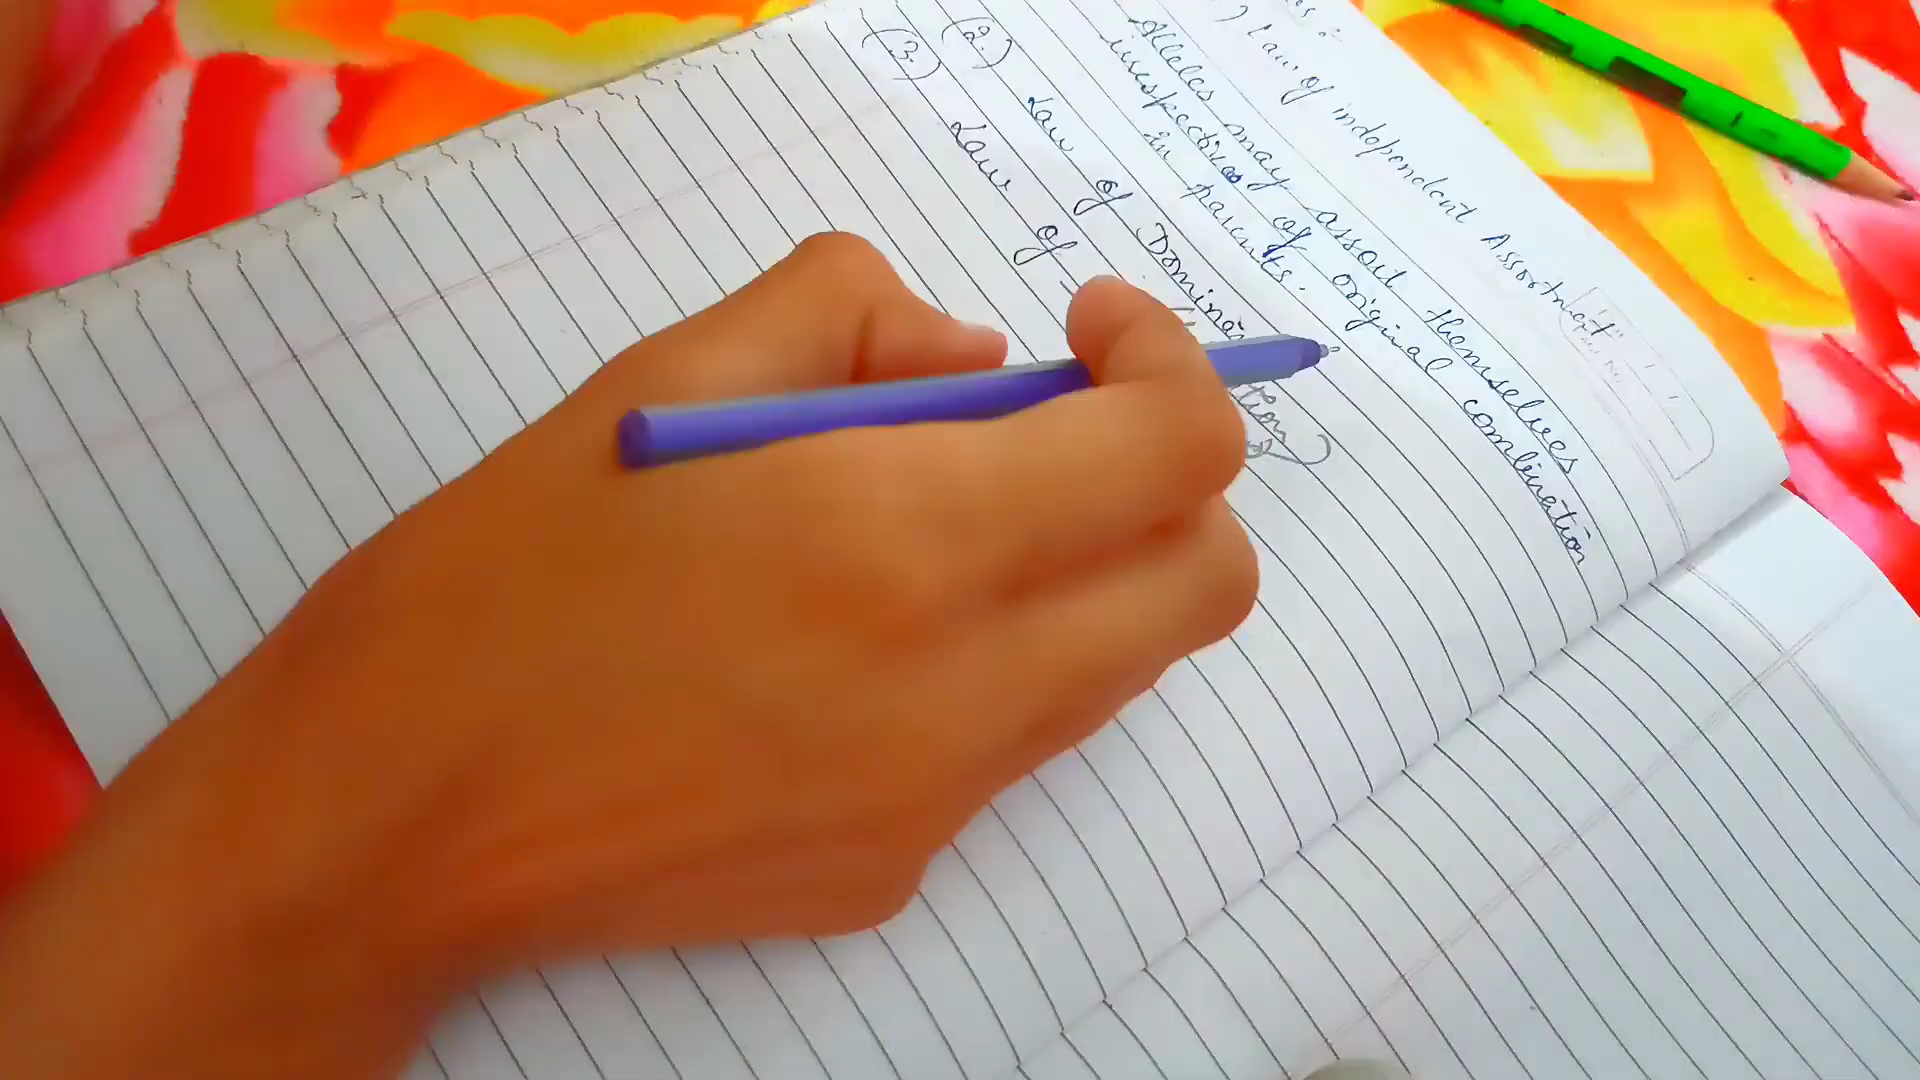 ) Law of independent Assortment
Alleles may assort themselves
irrespective of original combination
in parents.
(2.) Law of Dominan
(3.) Law of